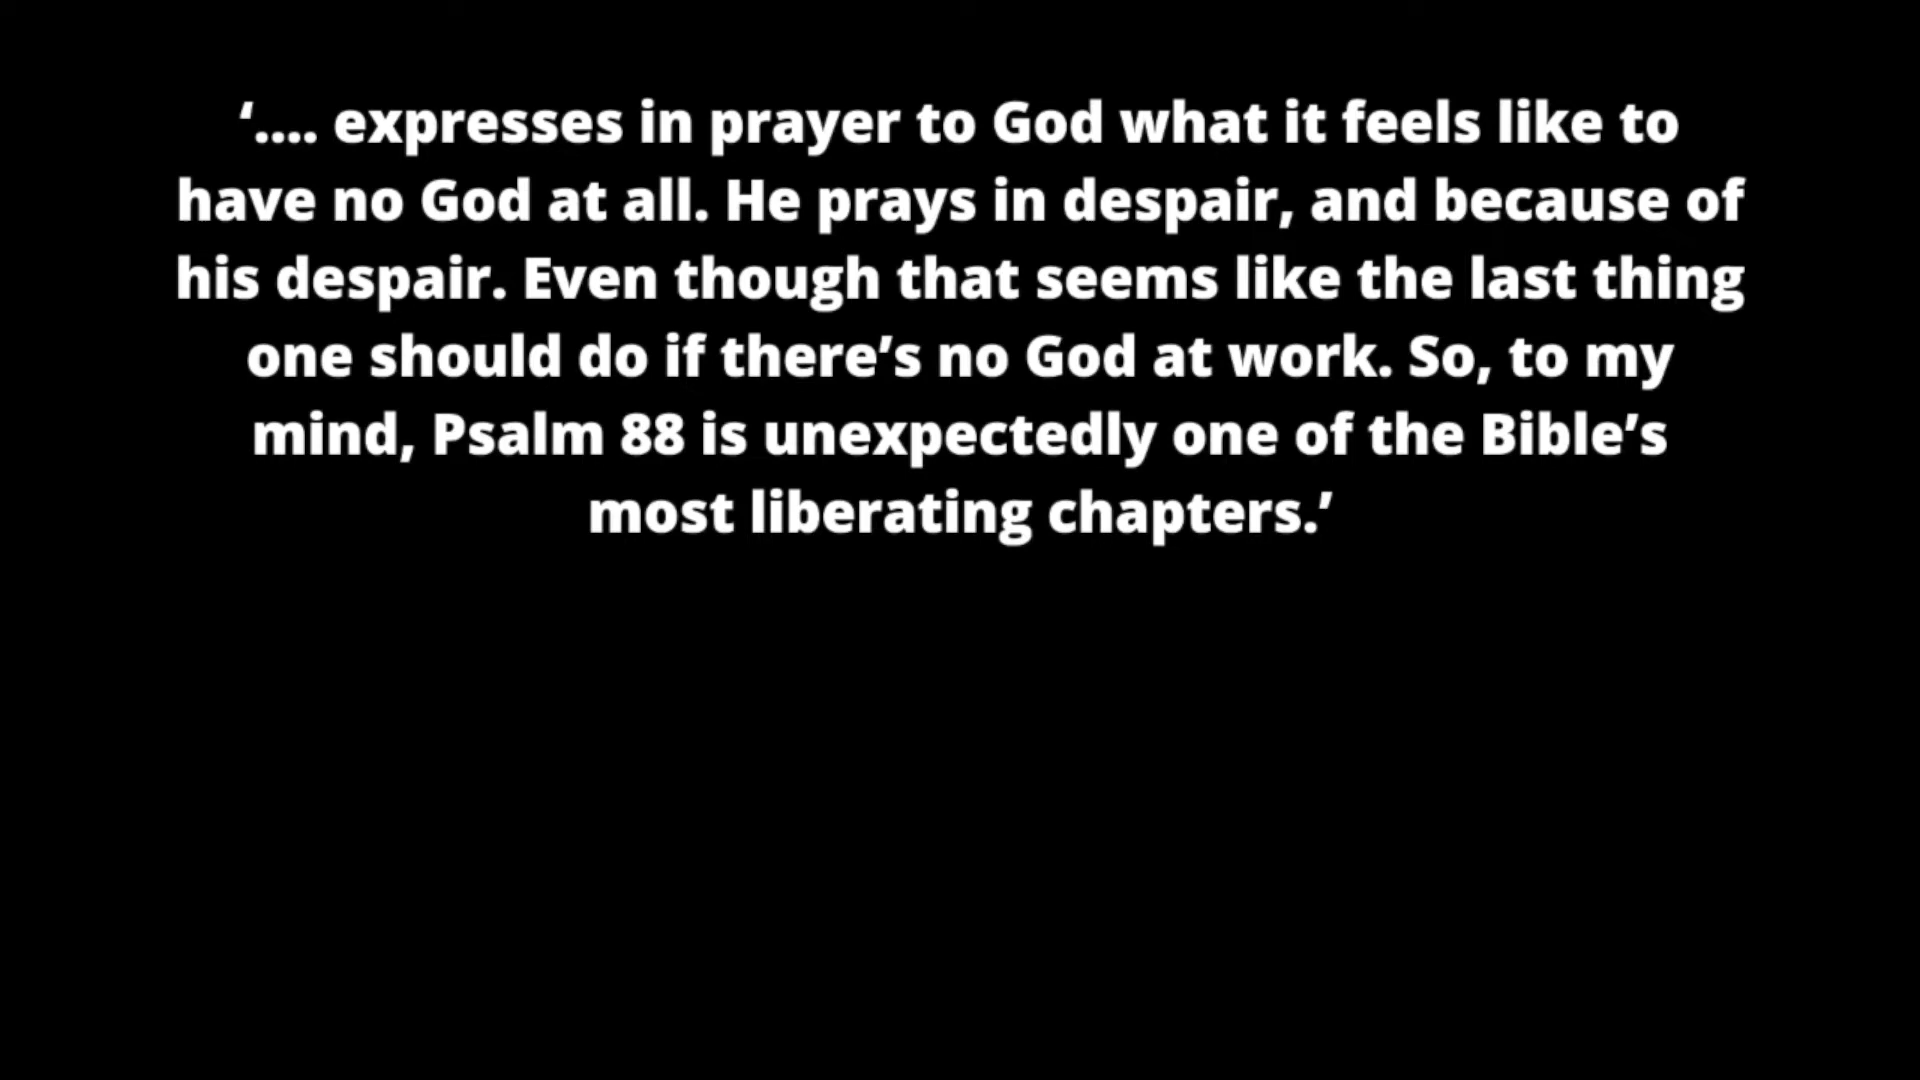 ‘.... expresses in prayer to God what it feels like to
have no God at all. He prays in despair, and because of
his despair. Even though that seems like the last thing
one should do if there’s no God at work. So, to my
mind, Psalm 88 is unexpectedly one of the Bible’s
most liberating chapters.’